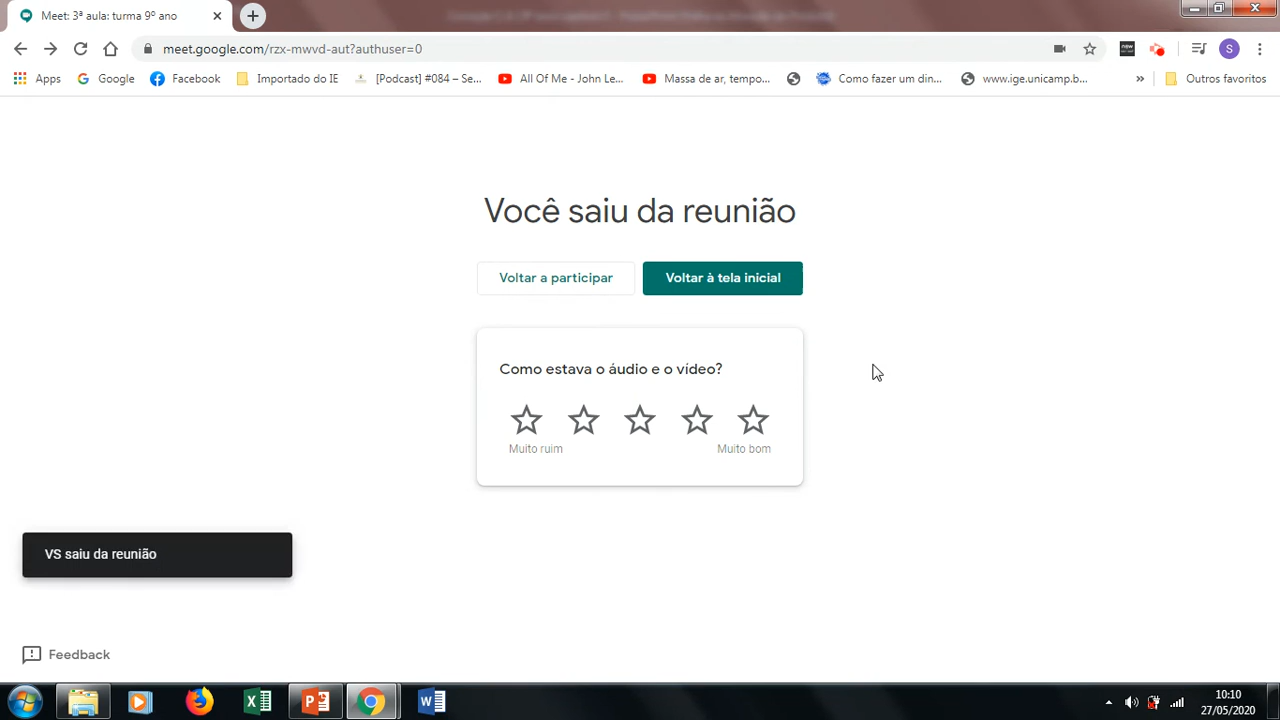 Meet: 3ª aula: turma 9º ano
meet.google.com/rzx-mwvd-aut?authuser=0
new
S
Apps
Google
Facebook
Importado do IE
[Podcast] #084 – Se...
All Of Me - John Le...
Massa de ar, tempo...
Como fazer um din...
www.ige.unicamp.b...
»
Outros favoritos
Você saiu da reunião
Voltar a participar
Voltar à tela inicial
Como estava o áudio e o vídeo?
Muito ruim
Muito bom
VS saiu da reunião
Feedback
10:10
27/05/2020